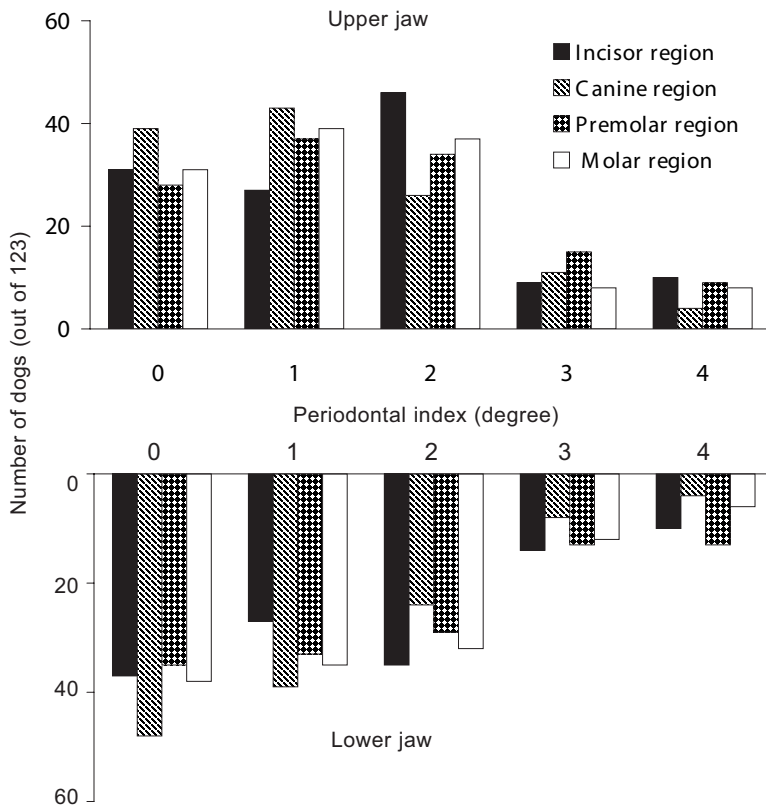 Upper jaw
60
40
20
0
Incisor region
Canine region
Premolar region
Molar region
0 1 2 3 4
Periodontal index (degree)
Number of dogs (out of 123)
0 1 2 3 4
0
20
40
60
Lower jaw